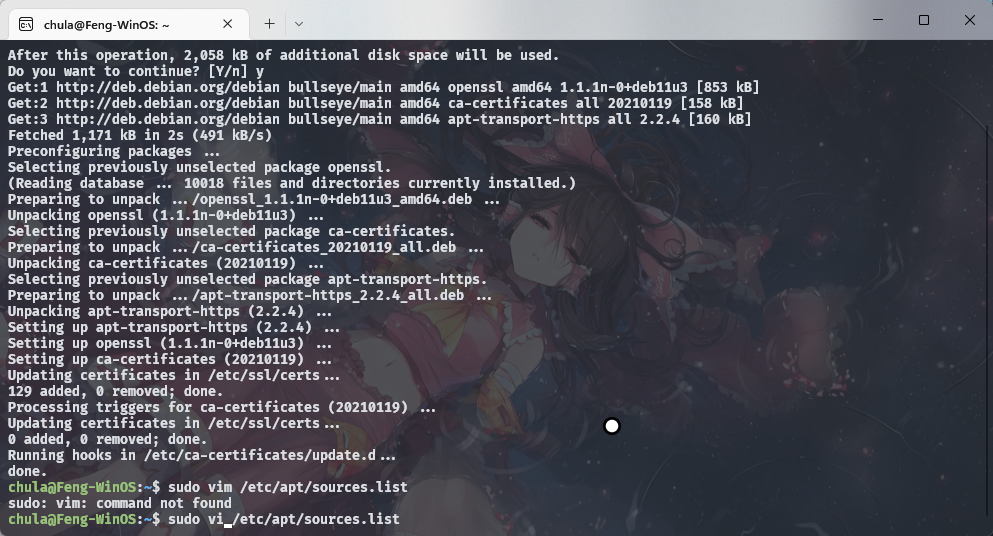 chula@Feng-WinOS: ~
After this operation, 2,058 kB of additional disk space will be used.
Do you want to continue? [Y/n] y
Get:1 http://deb.debian.org/debian bullseye/main amd64 openssl amd64 1.1.1n-0+deb11u3 [853 kB]
Get:2 http://deb.debian.org/debian bullseye/main amd64 ca-certificates all 20210119 [158 kB]
Get:3 http://deb.debian.org/debian bullseye/main amd64 apt-transport-https all 2.2.4 [160 kB]
Fetched 1,171 kB in 2s (491 kB/s)
Preconfiguring packages ...
Selecting previously unselected package openssl.
(Reading database ... 10018 files and directories currently installed.)
Preparing to unpack .../openssl_1.1.1n-0+deb11u3_amd64.deb ...
Unpacking openssl (1.1.1n-0+deb11u3) ...
Selecting previously unselected package ca-certificates.
Preparing to unpack .../ca-certificates_20210119_all.deb ...
Unpacking ca-certificates (20210119) ...
Selecting previously unselected package apt-transport-https.
Preparing to unpack .../apt-transport-https_2.2.4_all.deb ...
Unpacking apt-transport-https (2.2.4) ...
Setting up apt-transport-https (2.2.4) ...
Setting up openssl (1.1.1n-0+deb11u3) ...
Setting up ca-certificates (20210119) ...
Updating certificates in /etc/ssl/certs...
129 added, 0 removed; done.
Processing triggers for ca-certificates (20210119) ...
Updating certificates in /etc/ssl/certs...
0 added, 0 removed; done.
Running hooks in /etc/ca-certificates/update.d...
done.
chula@Feng-WinOS:~$ sudo vim /etc/apt/sources.list
sudo: vim: command not found
chula@Feng-WinOS:~$ sudo vi /etc/apt/sources.list